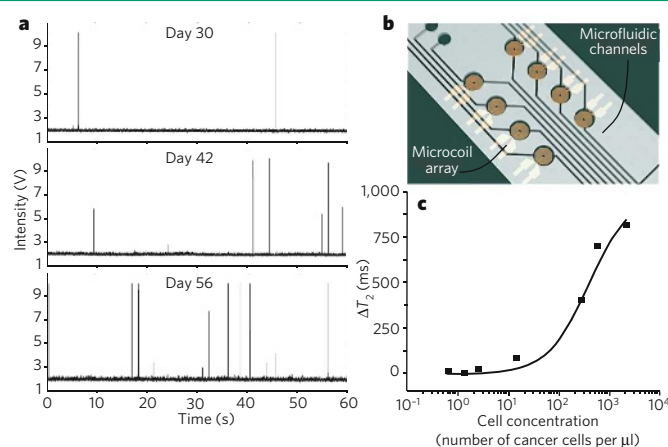 a
Day 30
9
7
5
3
1
Day 42
9
7
5
3
1
Day 56
9
7
5
3
1
Intensity (V)
0 10 20 30 40 50 60
Time (s)
b
Microfluidic
channels
Microcoil
array
c
1,000
750
500
250
0
ΔT₂ (ms)
10⁻¹ 10⁰ 10¹ 10² 10³ 10⁴
Cell concentration
(number of cancer cells per µl)